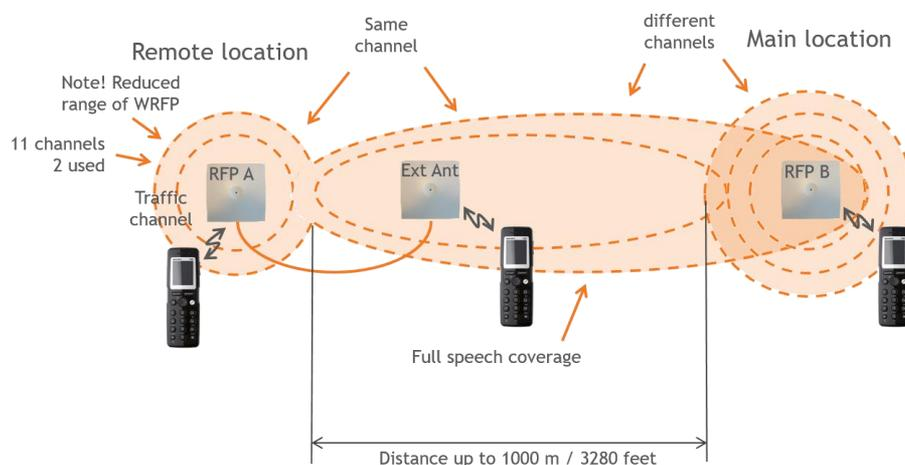 Remote location
Same
channel
different
channels
Main location
Note! Reduced
range of WRFP
11 channels
2 used
RFP A
Ext Ant
RFP B
Traffic
channel
Full speech coverage
Distance up to 1000 m / 3280 feet